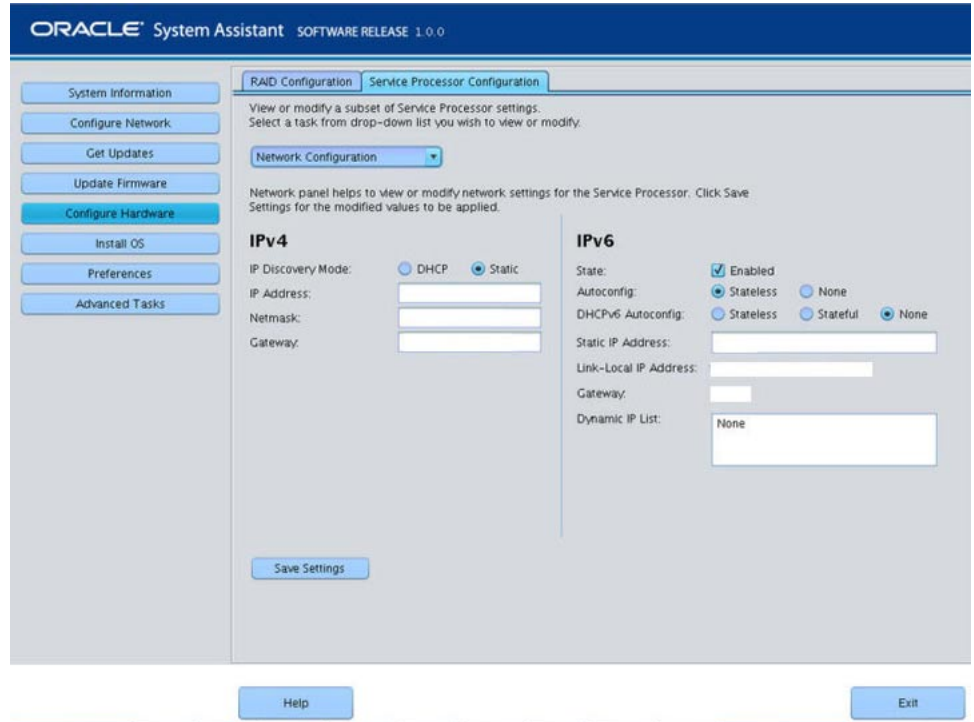 ORACLE® System Assistant SOFTWARE RELEASE 1.0.0
System Information
Configure Network
Get Updates
Update Firmware
Configure Hardware
Install OS
Preferences
Advanced Tasks
RAID Configuration
Service Processor Configuration
View or modify a subset of Service Processor settings.
Select a task from drop-down list you wish to view or modify.
Network Configuration
Network panel helps to view or modify network settings for the Service Processor. Click Save
Settings for the modified values to be applied.
IPv4
IP Discovery Mode: DHCP Static
IP Address:
Netmask:
Gateway:
IPv6
State: Enabled
Autoconfig: Stateless None
DHCPv6 Autoconfig: Stateless Stateful None
Static IP Address:
Link-Local IP Address:
Gateway:
Dynamic IP List: None
Save Settings
Help
Exit